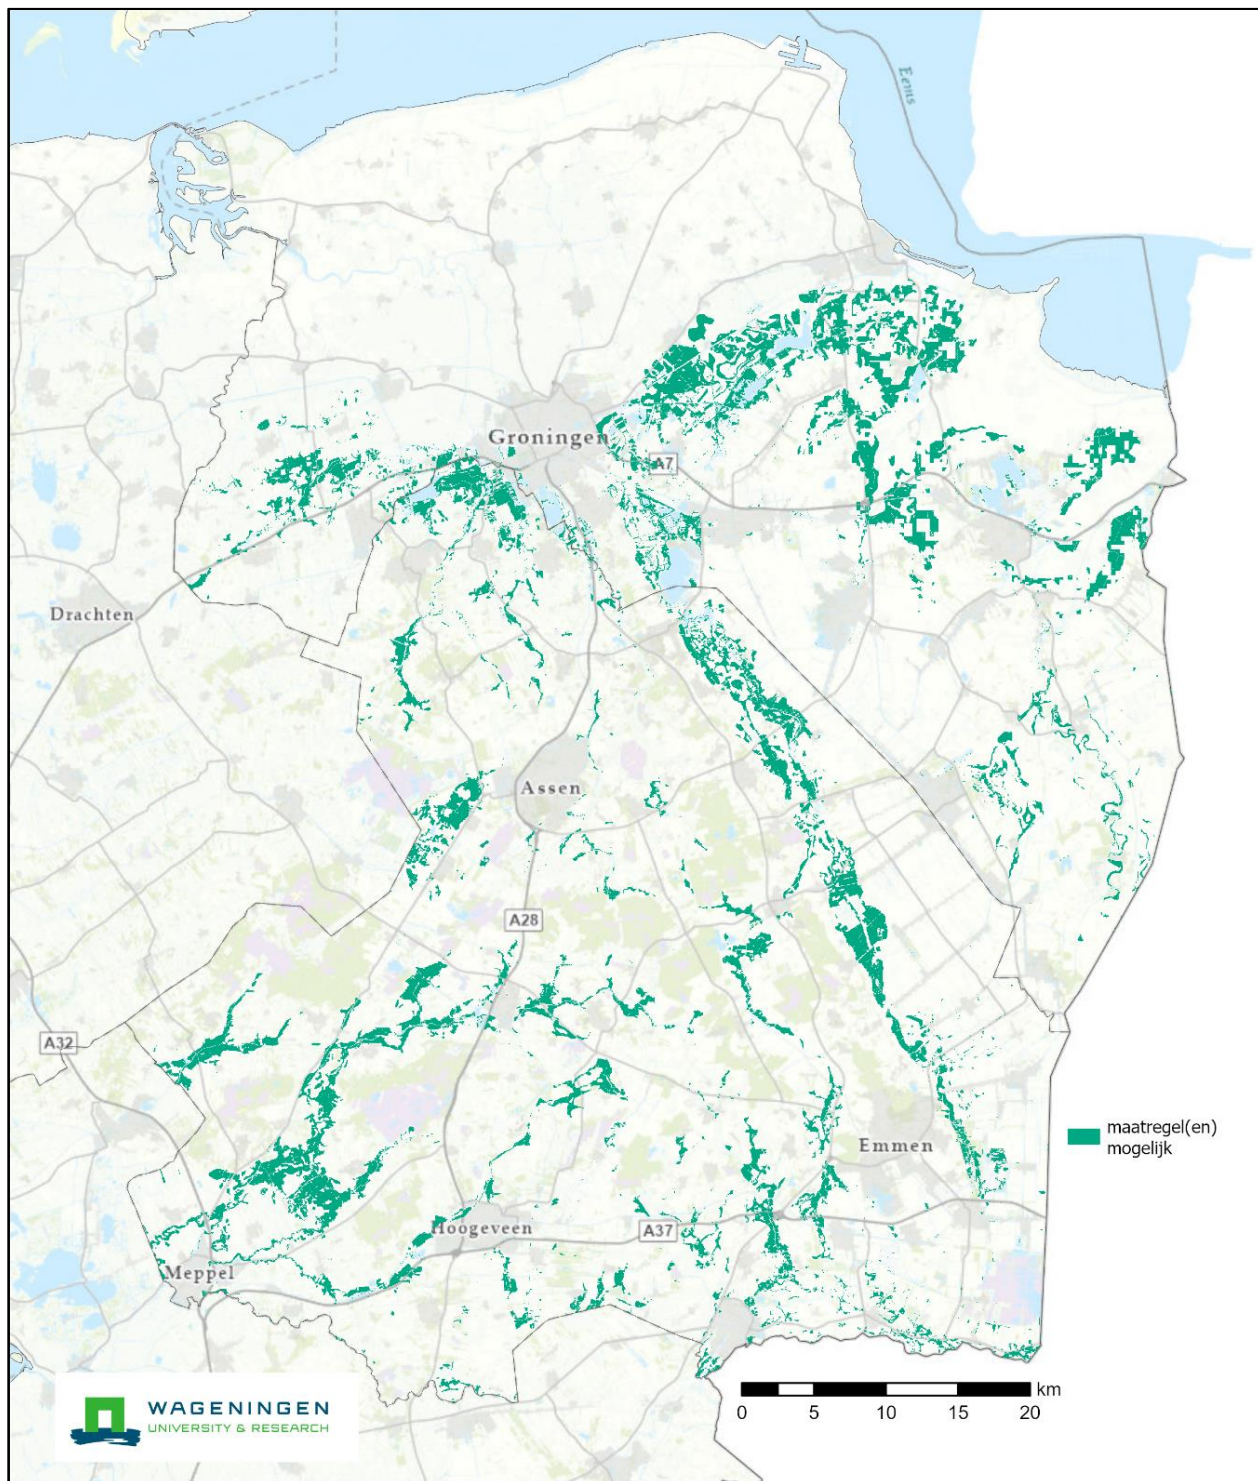 Eems
Groningen
A7
Drachten
Assen
A28
A32
Emmen
maatregel(en)
mogelijk
Hoogeveen
A37
Meppel
km
0 5 10 15 20
WAGENINGEN
UNIVERSITY & RESEARCH